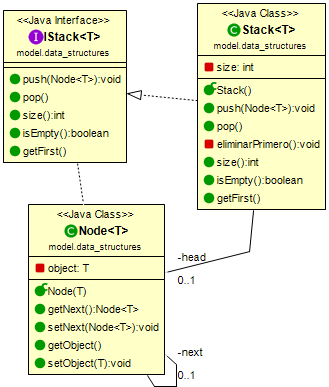 <<Java Interface>>
IStack<T>
model.data_structures
push(Node<T>):void
pop()
size():int
isEmpty():boolean
getFirst()
<<Java Class>>
Stack<T>
model.data_structures
size: int
Stack()
push(Node<T>):void
pop()
eliminarPrimero():void
size():int
isEmpty():boolean
getFirst()
<<Java Class>>
Node<T>
model.data_structures
object: T
Node(T)
getNext():Node<T>
setNext(Node<T>):void
getObject()
setObject(T):void
-head
0..1
-next
0..1